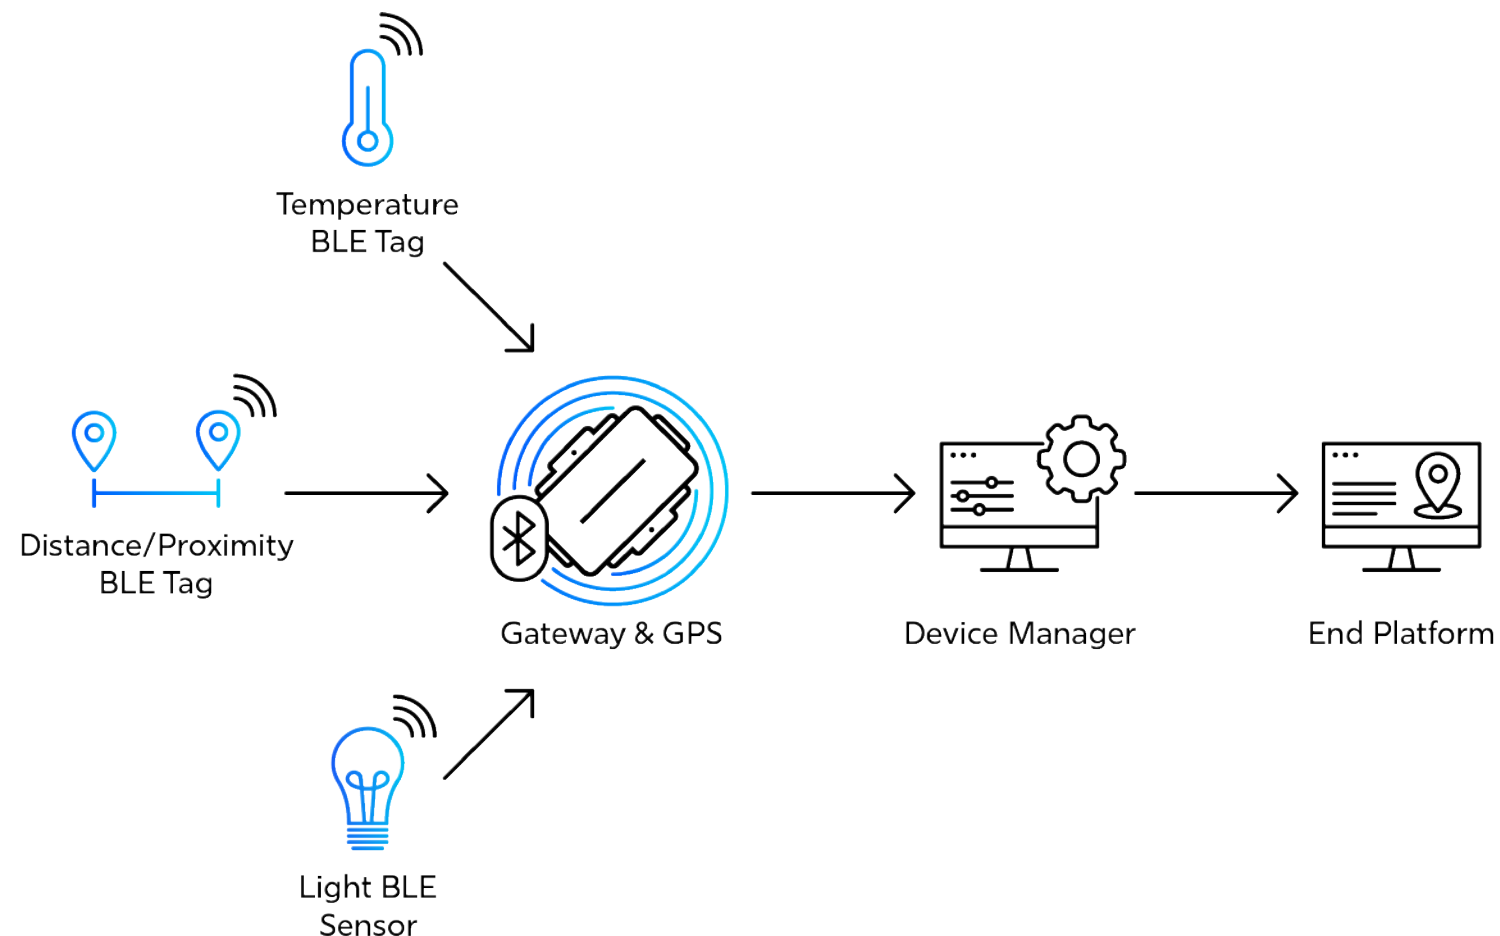 Temperature
BLE Tag
Distance/Proximity
BLE Tag
Gateway & GPS
Device Manager
End Platform
Light BLE
Sensor